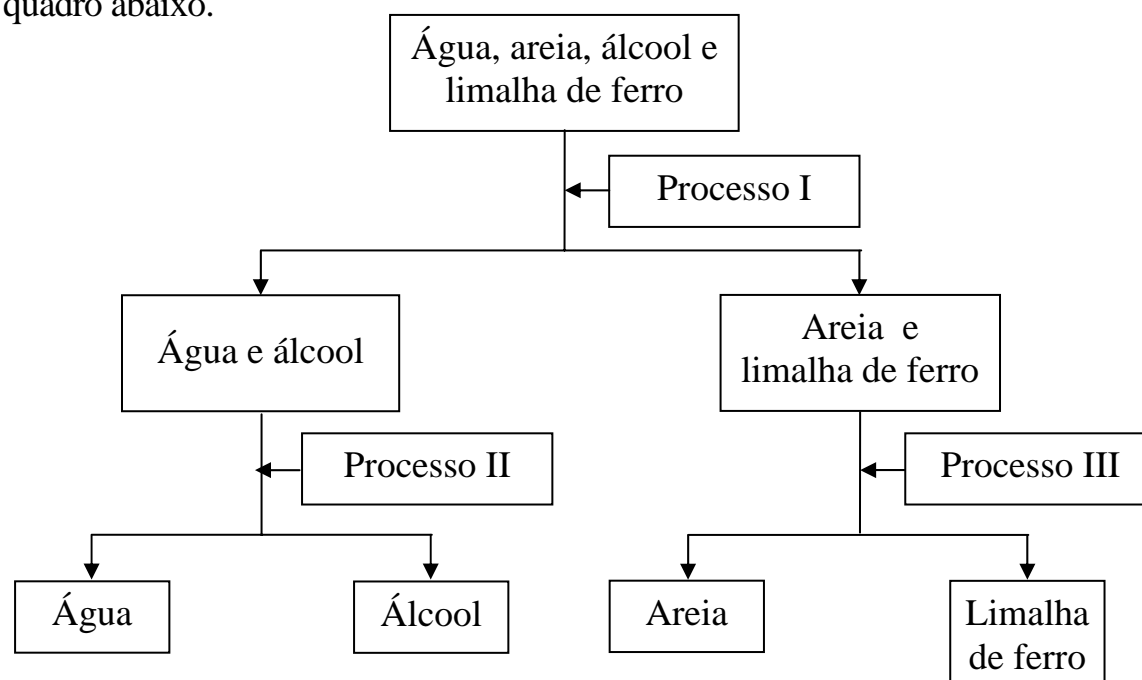 quadro abaixo.
Água, areia, álcool e
limalha de ferro
Processo I
Água e álcool
Areia e
limalha de ferro
Processo II
Processo III
Água
Álcool
Areia
Limalha
de ferro